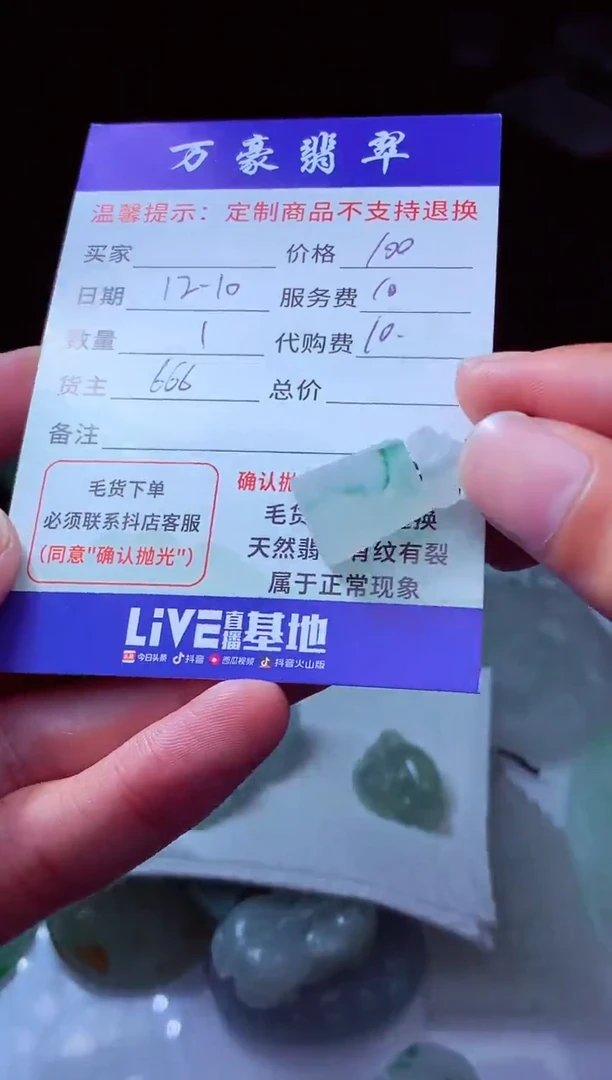 万豪翡翠
温馨提示：定制商品不支持退换
买家 价格 100
日期 12-10 服务费 10
数量 1 代购费 10-
货主 666 总价
备注
毛货下单
必须联系抖店客服
(同意"确认抛光")
确认抛
毛货 换
天然翡 有纹有裂
属于正常现象
LiVE直播基地
今日头条 抖音 西瓜视频 抖音火山版